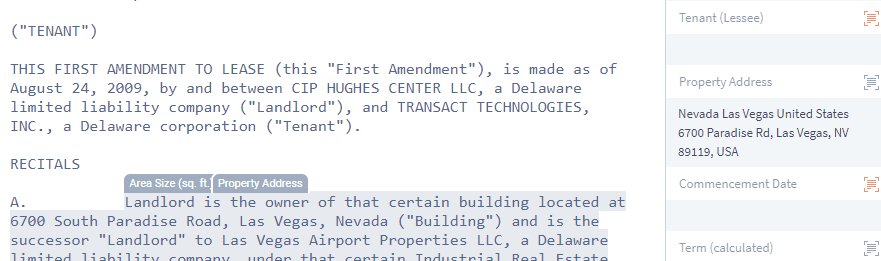 ("TENANT")
THIS FIRST AMENDMENT TO LEASE (this "First Amendment"), is made as of
August 24, 2009, by and between CIP HUGHES CENTER LLC, a Delaware
limited liability company ("Landlord"), and TRANSACT TECHNOLOGIES,
INC., a Delaware corporation ("Tenant").
RECITALS
Area Size (sq. ft. Property Address
A. Landlord is the owner of that certain building located at
6700 South Paradise Road, Las Vegas, Nevada ("Building") and is the
successor "Landlord" to Las Vegas Airport Properties LLC, a Delaware
limited liability company, under that certain Industrial Real Estate
Tenant (Lessee)
Property Address
Nevada Las Vegas United States
6700 Paradise Rd, Las Vegas, NV
89119, USA
Commencement Date
Term (calculated)